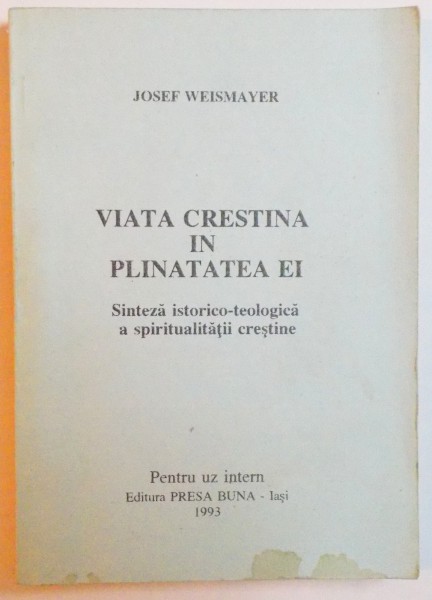 JOSEF WEISMAYER
VIATA CRESTINA
IN
PLINATATEA EI
Sinteză istorico-teologică
a spiritualităţii creştine
Pentru uz intern
Editura PRESA BUNA - Iaşi
1993